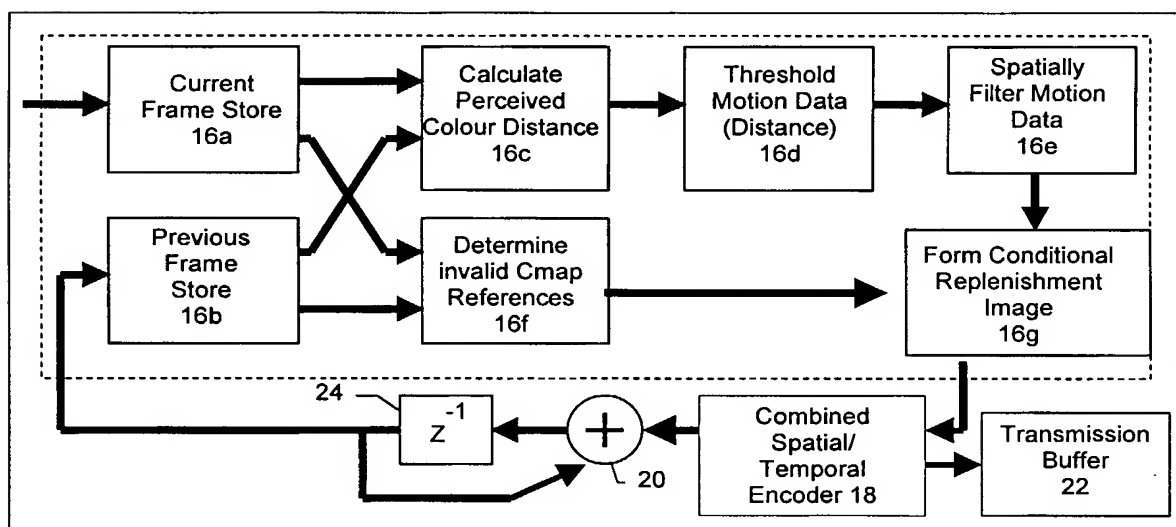 Current
Frame Store
16a
Calculate
Perceived
Colour Distance
16c
Threshold
Motion Data
(Distance)
16d
Spatially
Filter Motion
Data
16e
Previous
Frame
Store
16b
Determine
invalid Cmap
References
16f
Form Conditional
Replenishment
Image
16g
24
Z-1
+
20
Combined
Spatial/
Temporal
Encoder 18
Transmission
Buffer
22